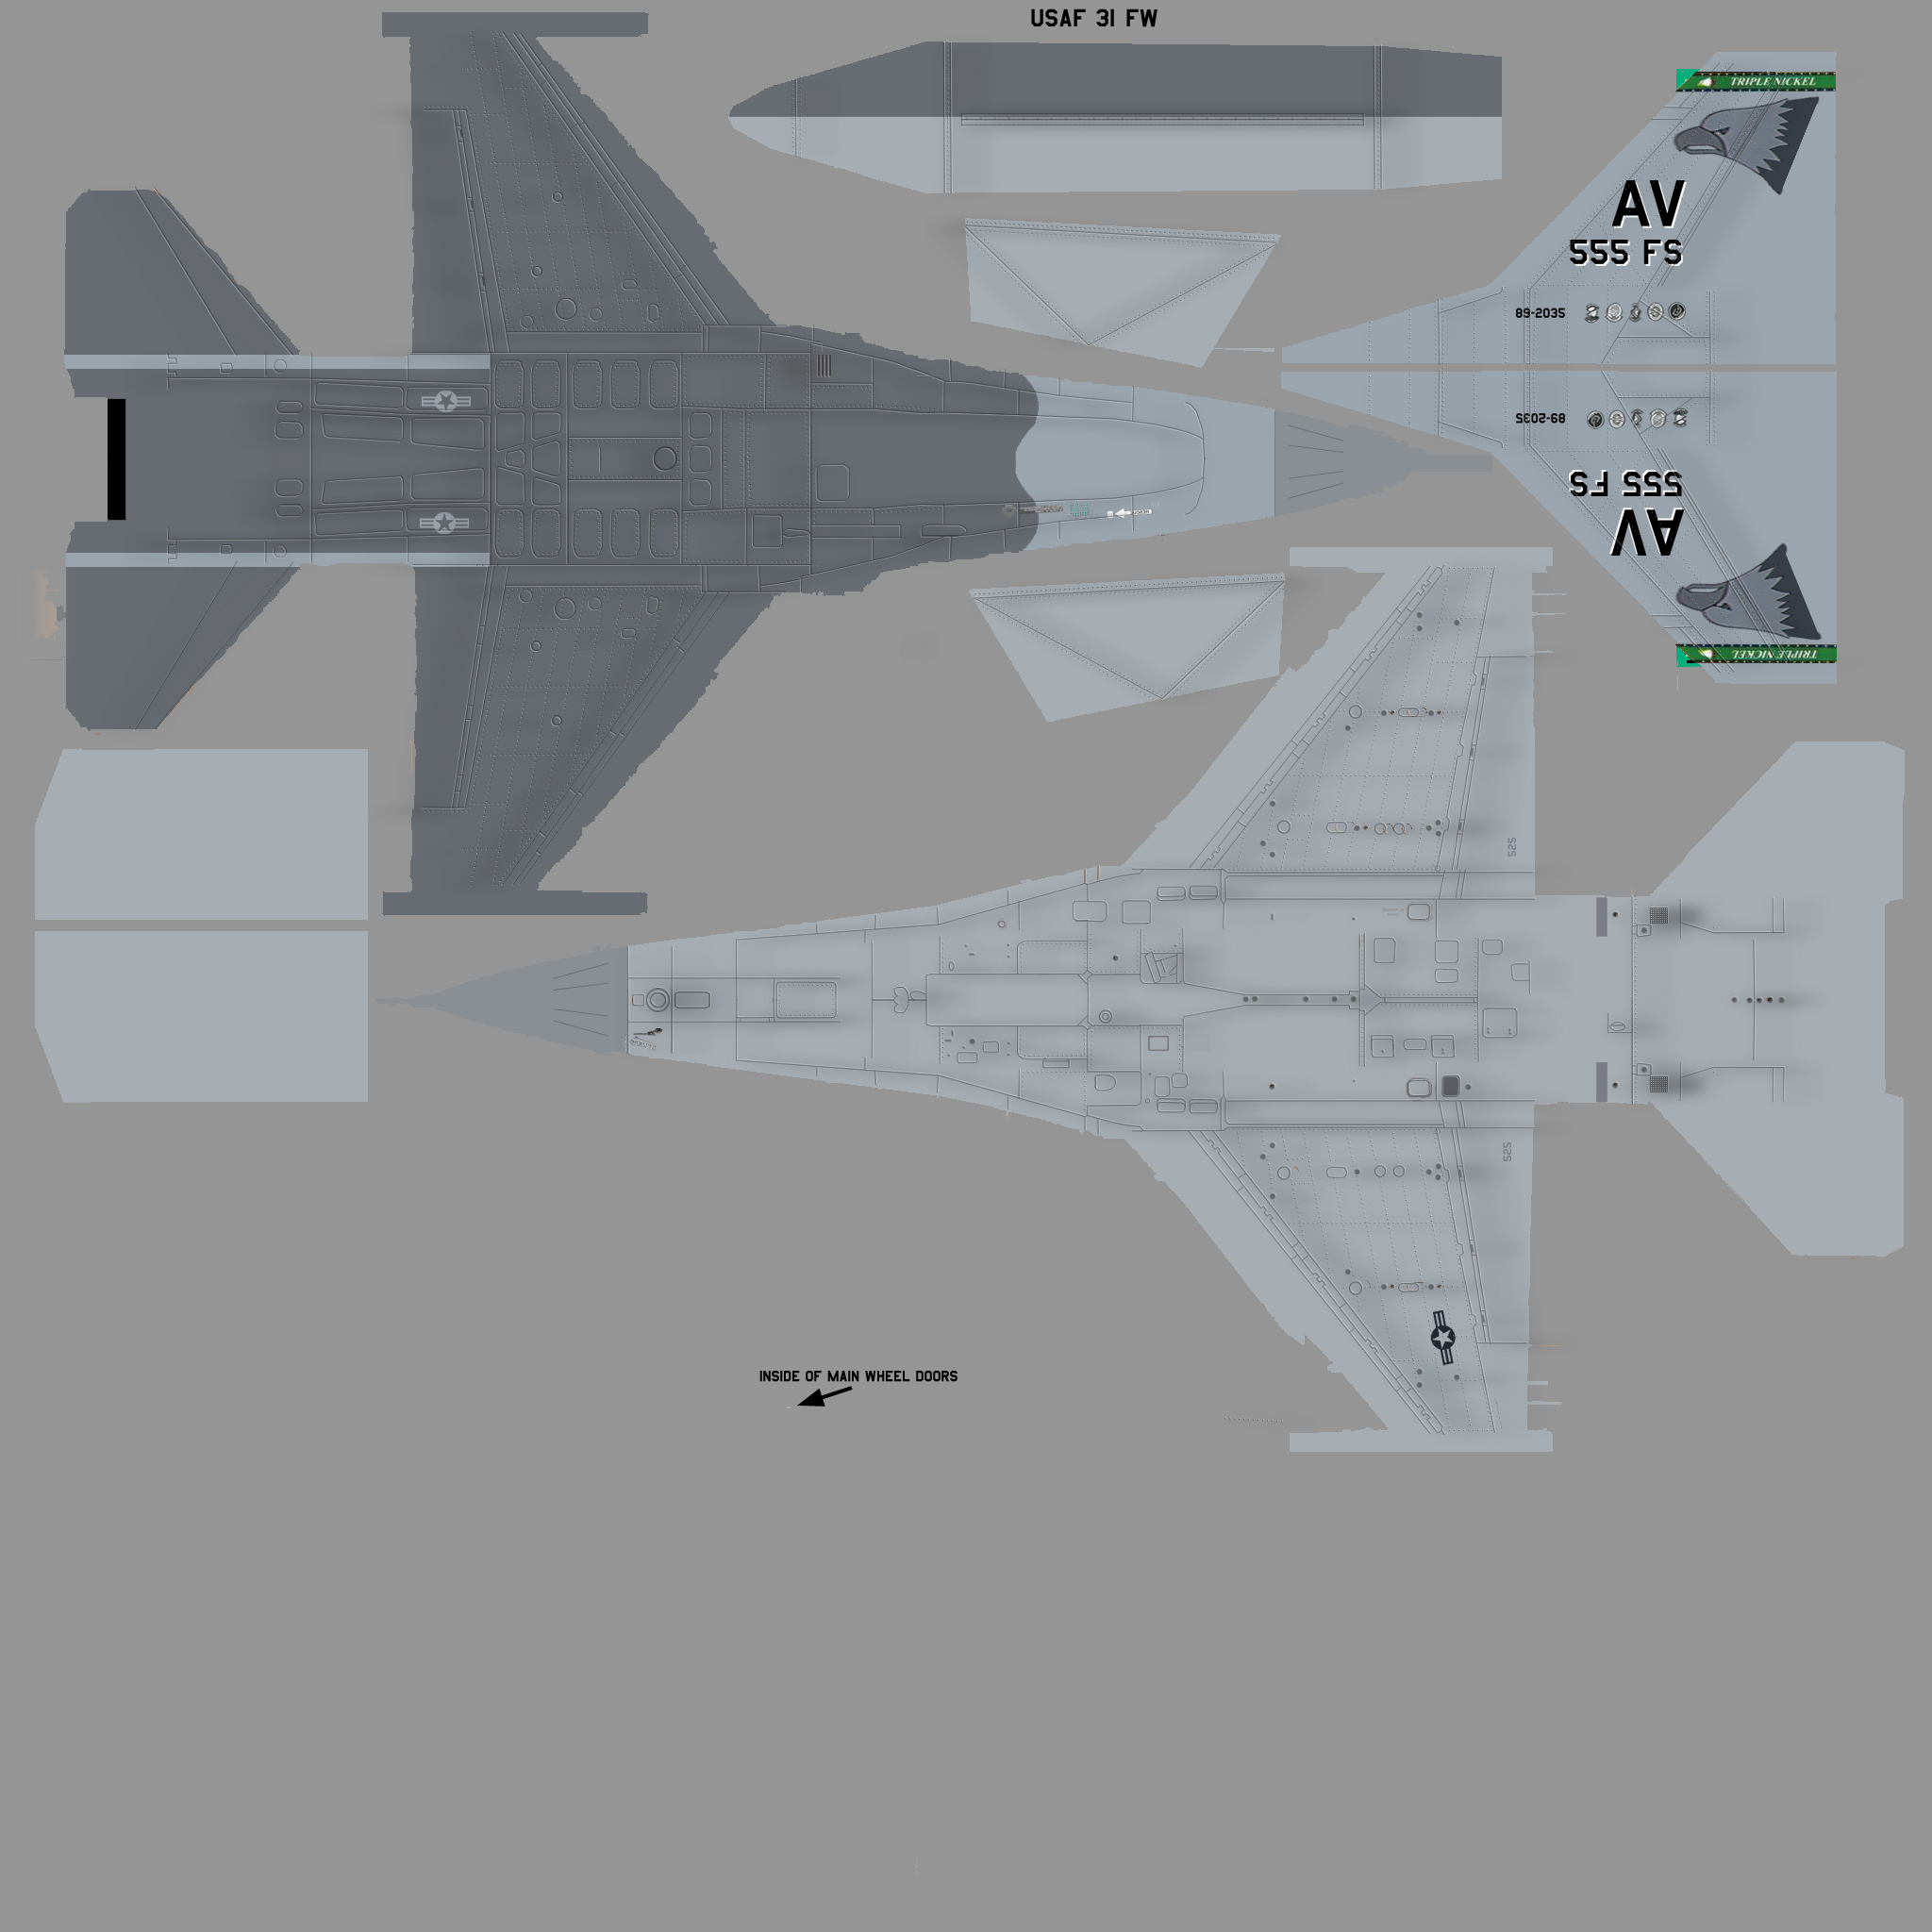 USAF 31 FW
TRIPLE NICKEL
AV
555 FS
89-2035
89-2035
555 FS
AV
TRIPLE NICKEL
525
525
INSIDE OF MAIN WHEEL DOORS